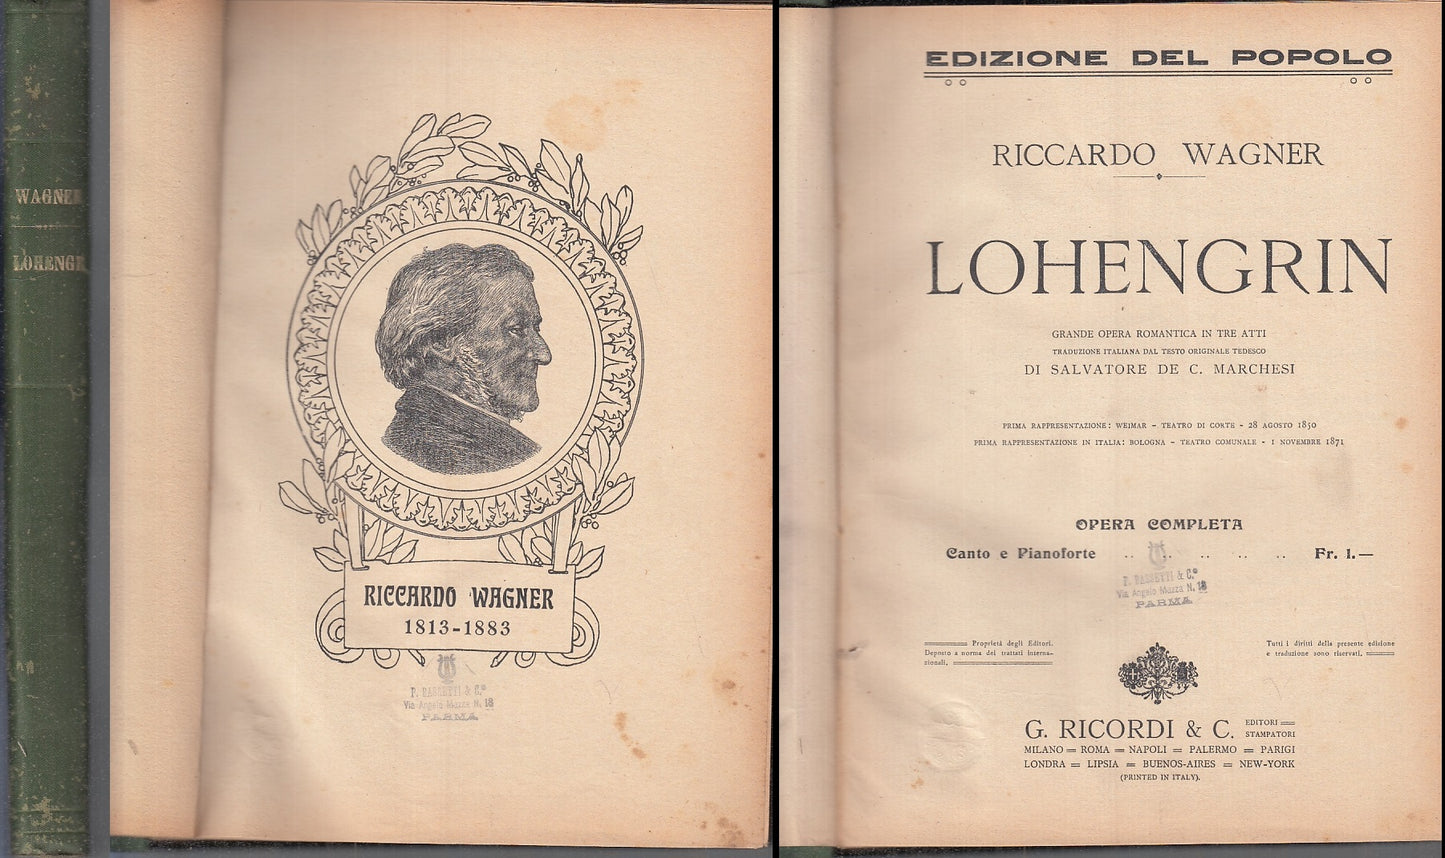 WAGNER
LOHENGR
RICCARDO WAGNER
1813-1883
P. BASSETTI & C.º
Via Angelo Mazza N. 18
PARMA
EDIZIONE DEL POPOLO
RICCARDO WAGNER
LOHENGRIN
GRANDE OPERA ROMANTICA IN TRE ATTI
TRADUZIONE ITALIANA DAL TESTO ORIGINALE TEDESCO
DI SALVATORE DE C. MARCHESI
PRIMA RAPPRESENTAZIONE: WEIMAR - TEATRO DI CORTE - 28 AGOSTO 1850
PRIMA RAPPRESENTAZIONE IN ITALIA: BOLOGNA - TEATRO COMUNALE - 1 NOVEMBRE 1871
OPERA COMPLETA
Canto e Pianoforte .. .. .. .. .. Fr. 1.—
P. BASSETTI & C.º
Via Angelo Mazza N. 18
PARMA
Proprietà degli Editori.
Deposto a norma dei trattati interna-
zionali.
Tutti i diritti della presente edizione
e traduzione sono riservati.
G. RICORDI & C. EDITORI STAMPATORI
MILANO = ROMA = NAPOLI = PALERMO = PARIGI
LONDRA = LIPSIA = BUENOS-AIRES = NEW-YORK
(PRINTED IN ITALY).